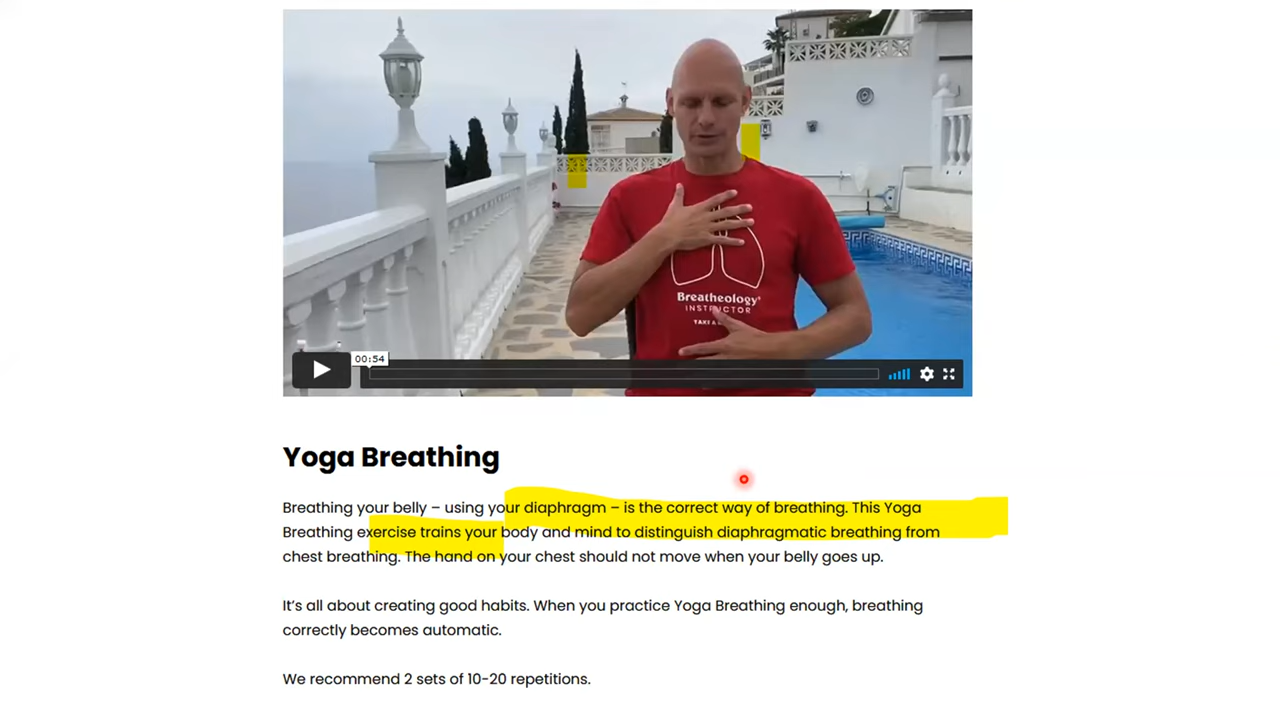 Breatheology®
INSTRUCTOR
00:54
Yoga Breathing
Breathing your belly – using your diaphragm – is the correct way of breathing. This Yoga
Breathing exercise trains your body and mind to distinguish diaphragmatic breathing from
chest breathing. The hand on your chest should not move when your belly goes up.
It’s all about creating good habits. When you practice Yoga Breathing enough, breathing
correctly becomes automatic.
We recommend 2 sets of 10-20 repetitions.